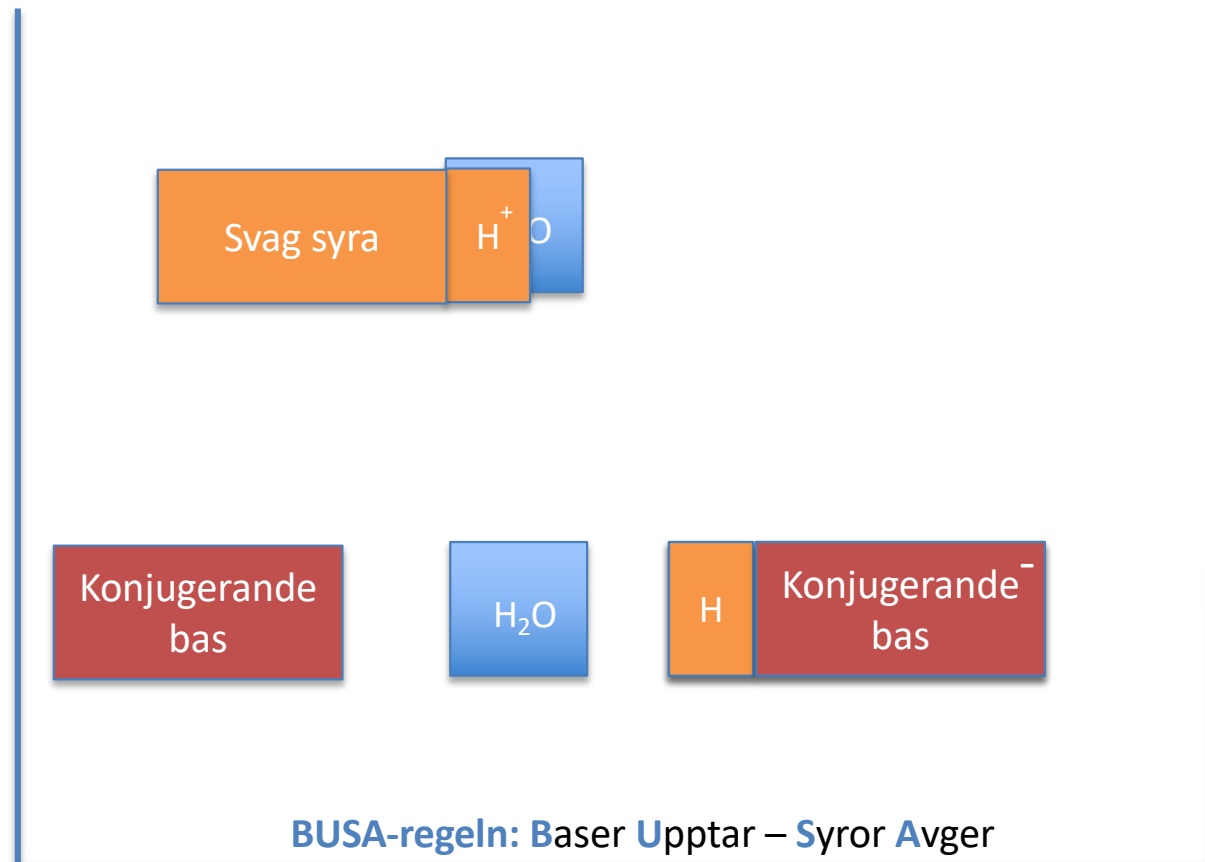 Svag syra H⁺ O
Konjugerande
bas
H₂O
H
Konjugerande⁻
bas
BUSA-regeln: Baser Upptar – Syror Avger